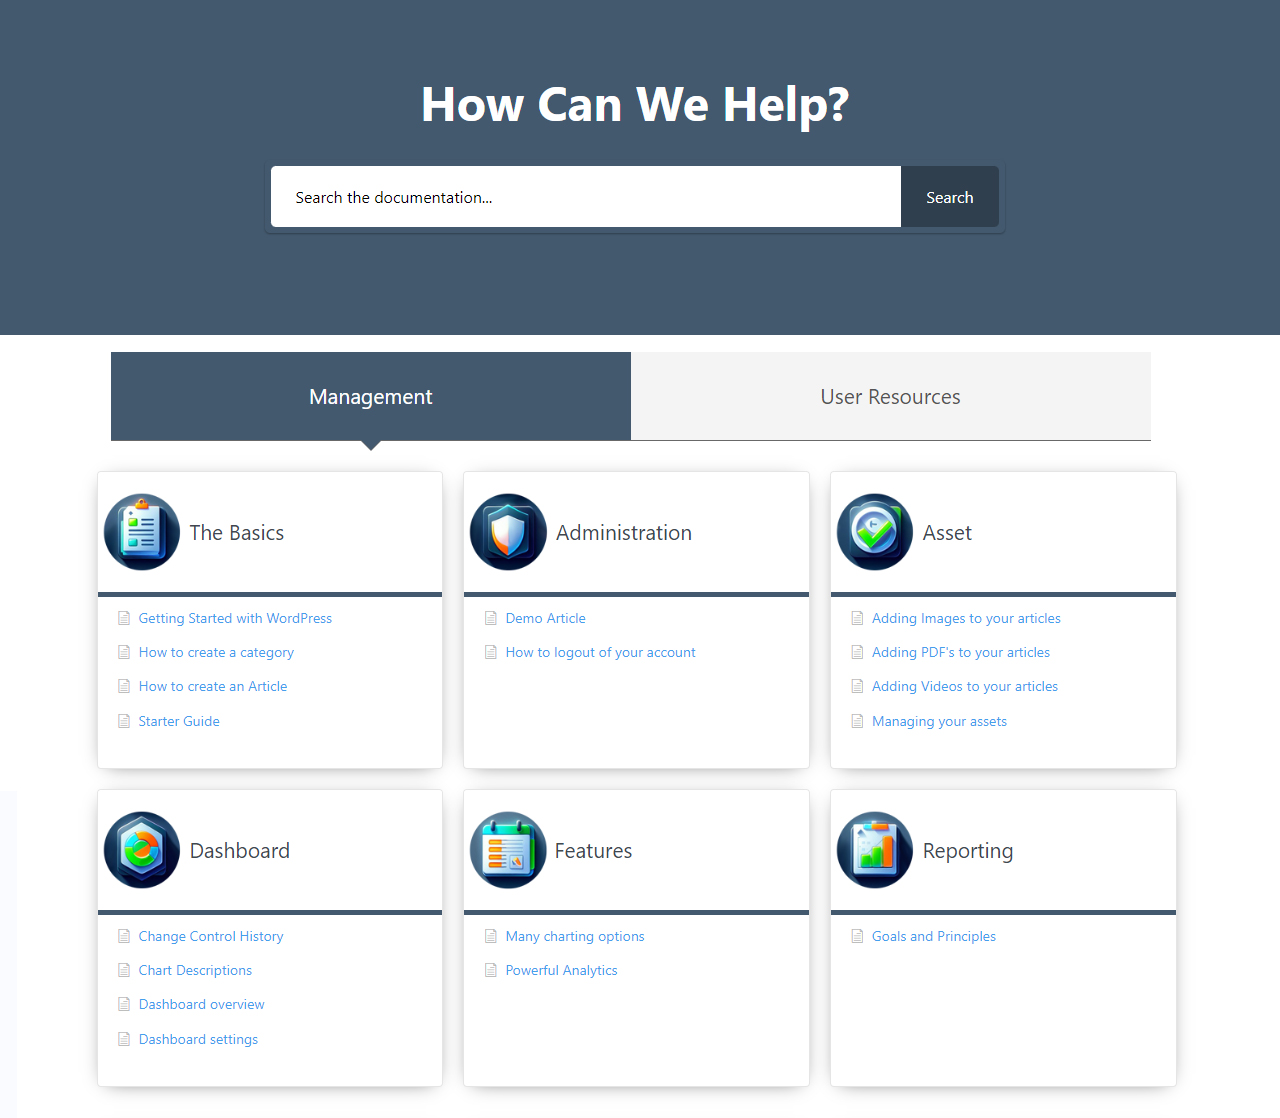 How Can We Help?
Search the documentation...
Search
Management
User Resources
The Basics
Getting Started with WordPress
How to create a category
How to create an Article
Starter Guide
Administration
Demo Article
How to logout of your account
Asset
Adding Images to your articles
Adding PDF's to your articles
Adding Videos to your articles
Managing your assets
Dashboard
Change Control History
Chart Descriptions
Dashboard overview
Dashboard settings
Features
Many charting options
Powerful Analytics
Reporting
Goals and Principles